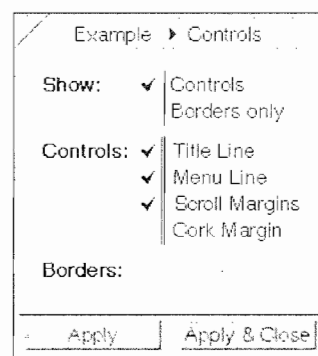 Example ▸ Controls
Show: ✓ Controls
Borders only
Controls: ✓ Title Line
✓ Menu Line
✓ Scroll Margins
Cork Margin
Borders:
Apply Apply & Close